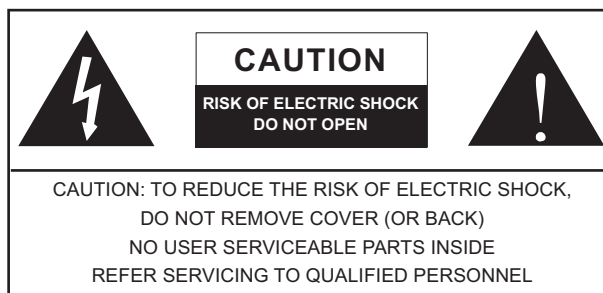 CAUTION
RISK OF ELECTRIC SHOCK
DO NOT OPEN
!
CAUTION: TO REDUCE THE RISK OF ELECTRIC SHOCK,
DO NOT REMOVE COVER (OR BACK)
NO USER SERVICEABLE PARTS INSIDE
REFER SERVICING TO QUALIFIED PERSONNEL